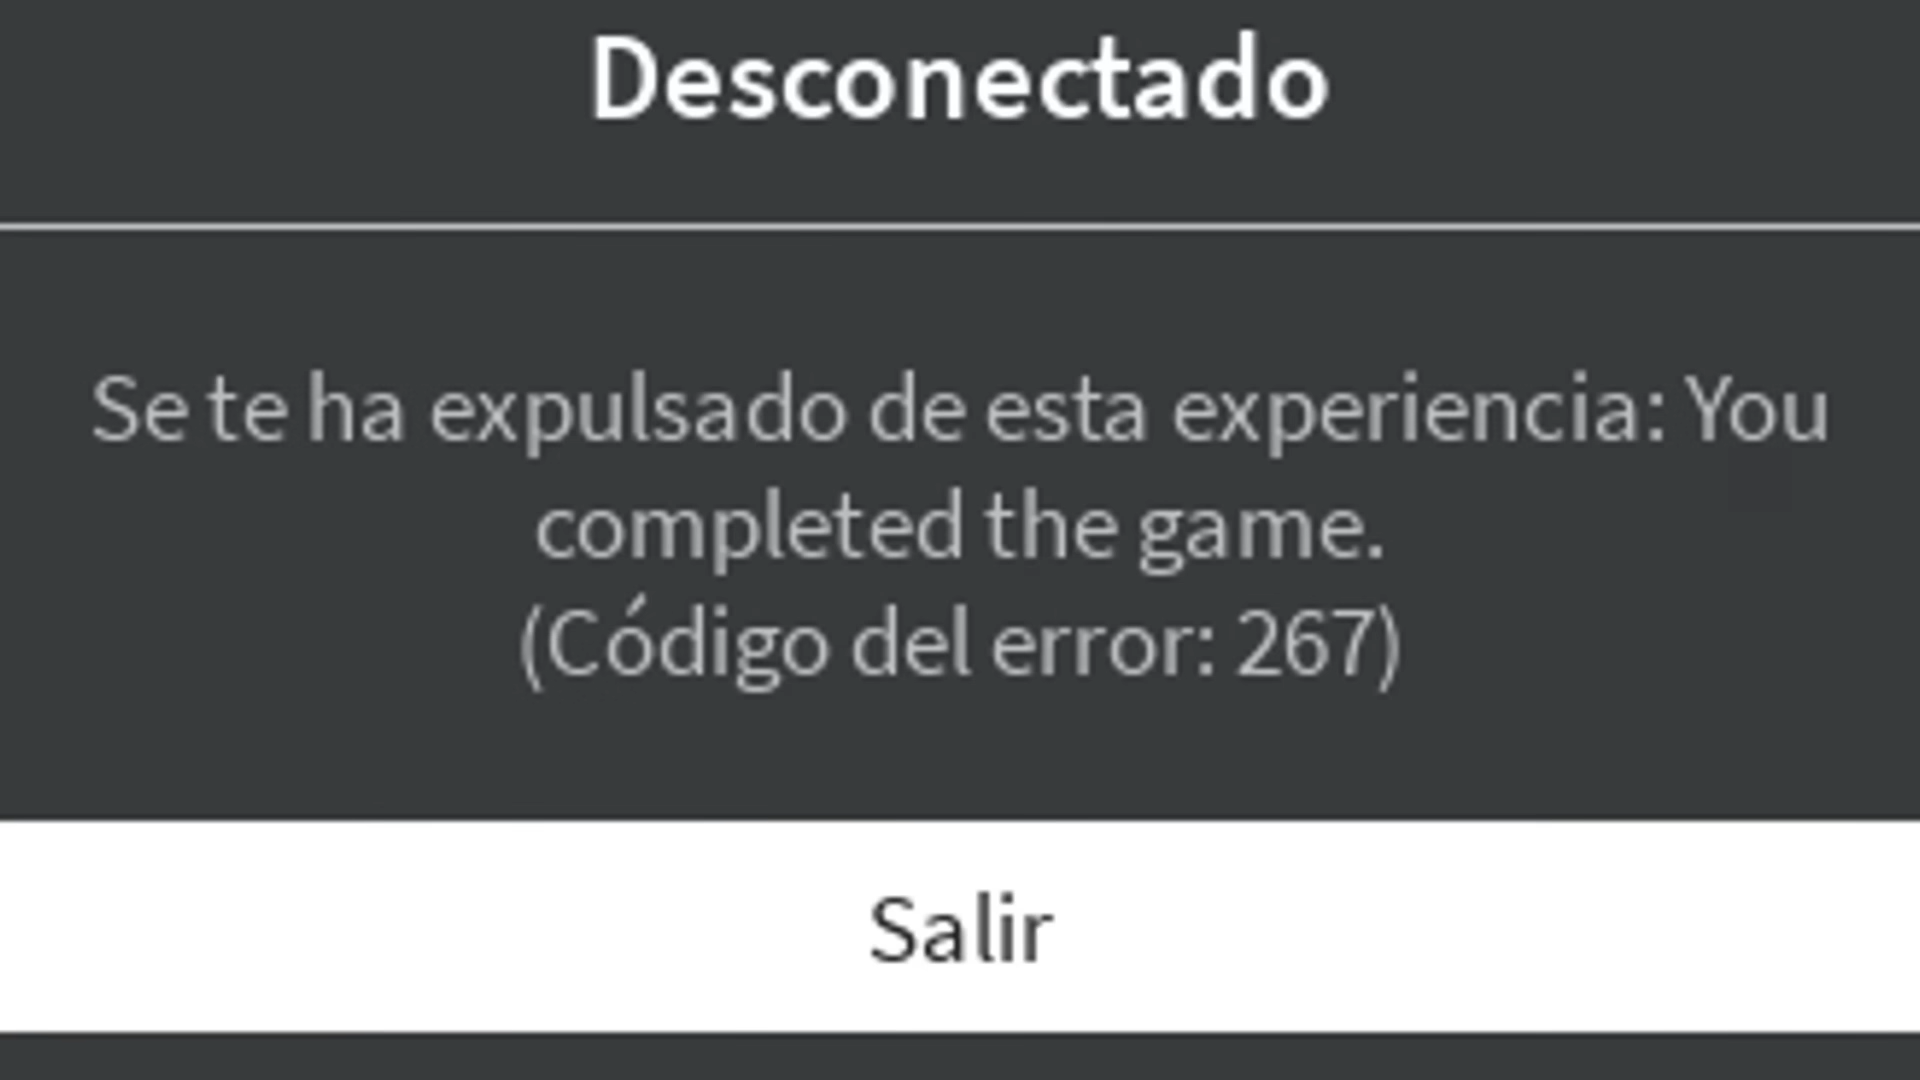 Desconectado
Se te ha expulsado de esta experiencia: You
completed the game.
(Código del error: 267)
Salir